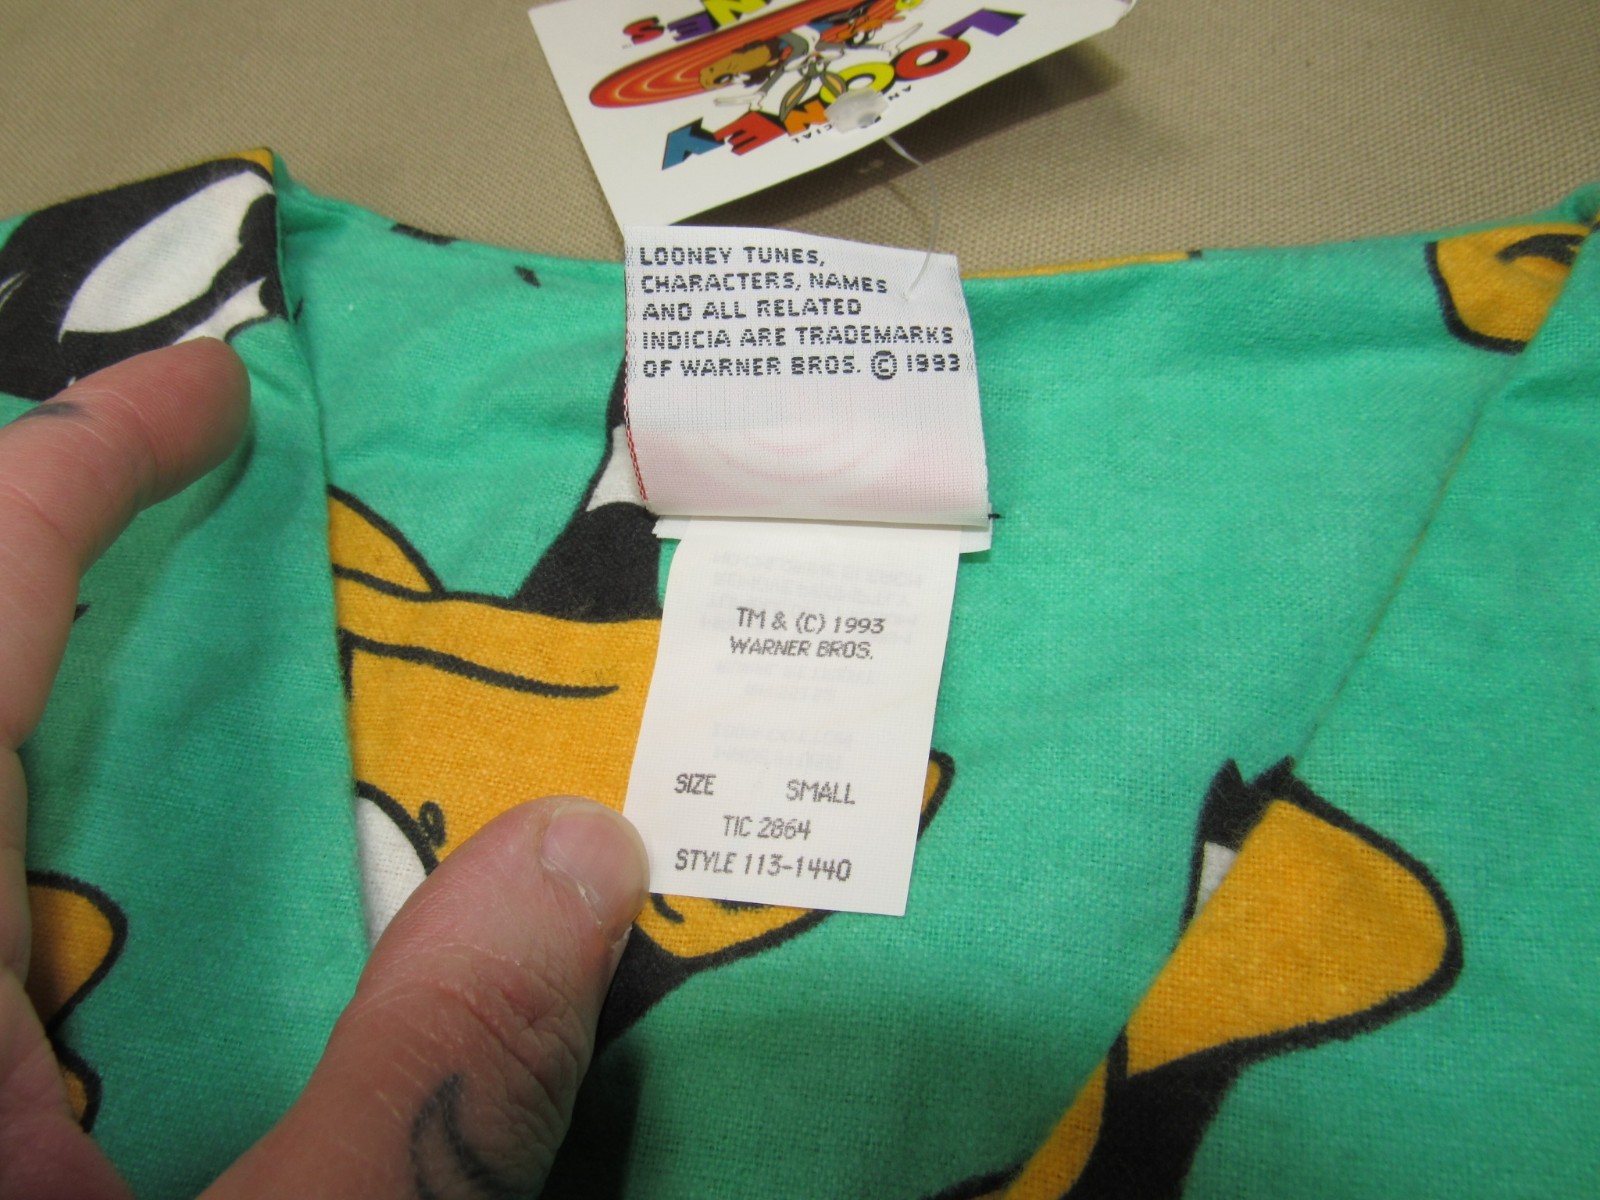 LOONEY
LOONEY TUNES,
CHARACTERS, NAMES
AND ALL RELATED
INDICIA ARE TRADEMARKS
OF WARNER BROS. © 1993
TM & (C) 1993
WARNER BROS.
SIZE SMALL
TIC 2864
STYLE 113-1440